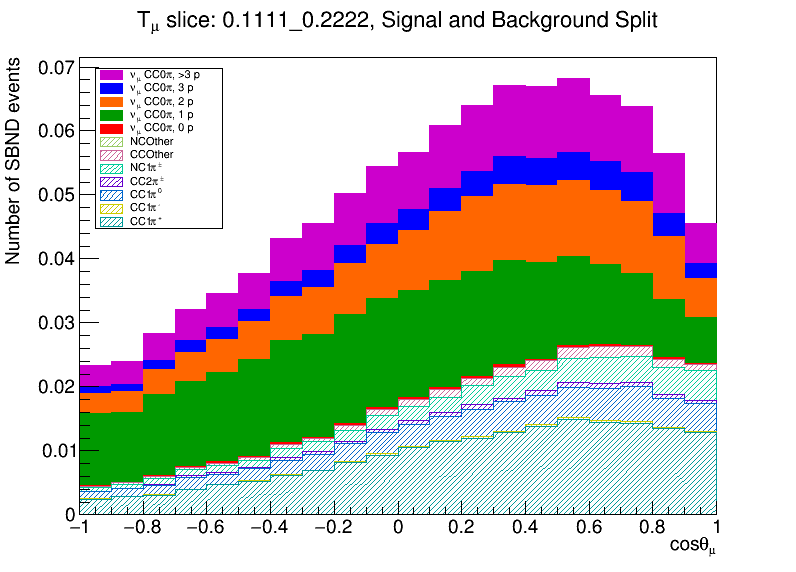 Tμ slice: 0.1111_0.2222, Signal and Background Split
Number of SBND events
0.07
0.06
0.05
0.04
0.03
0.02
0.01
0
νμ CC0π, >3 p
νμ CC0π, 3 p
νμ CC0π, 2 p
νμ CC0π, 1 p
νμ CC0π, 0 p
NCOther
CCOther
NC1π±
CC2π±
CC1π⁰
CC1π⁻
CC1π⁺
−1 −0.8 −0.6 −0.4 −0.2 0 0.2 0.4 0.6 0.8 1
cosθμ